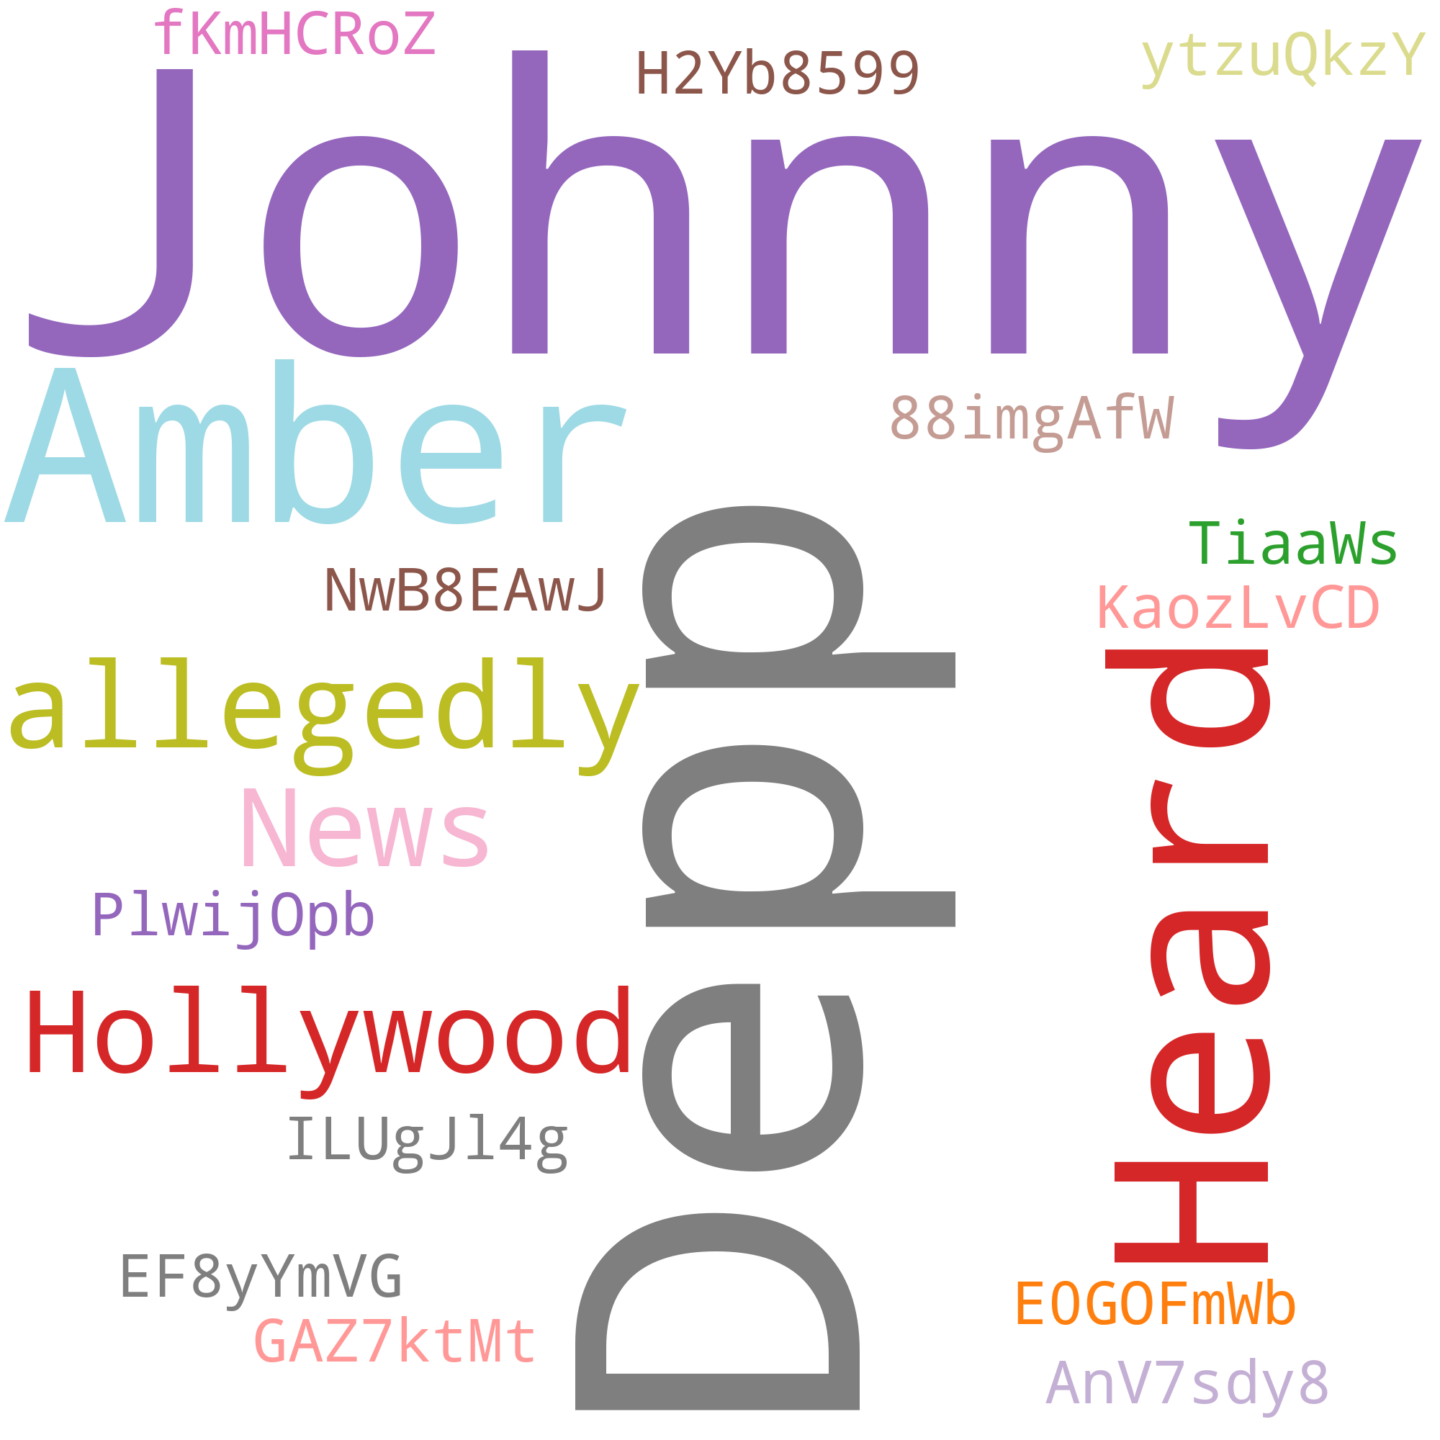 fKmHCRoZ
H2Yb8599
ytzuQkzY
Johnny
Amber
88imgAfW
TiaaWs
NwB8EAwJ
KaozLvCD
allegedly
Depp
Heard
News
PlwijOpb
Hollywood
ILUgJl4g
EF8yYmVG
E0GOFmWb
GAZ7ktMt
AnV7sdy8